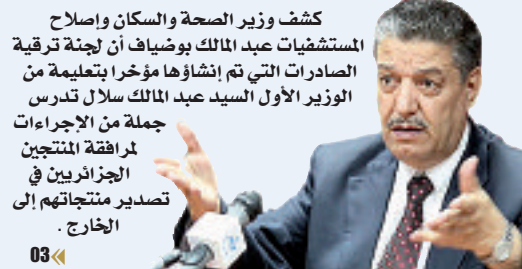 كشف وزير الصحة والسكان وإصلاح
المستشفيات عبد المالك بوضياف أن لجنة ترقية
الصادرات التي تم إنشاؤها مؤخرا بتعليمة من
الوزير الأول السيد عبد المالك سلال تدرس
جملة من الإجراءات
لمرافقة المنتجين
الجزائريين في
تصدير منتجاتهم إلى
الخارج .
03»